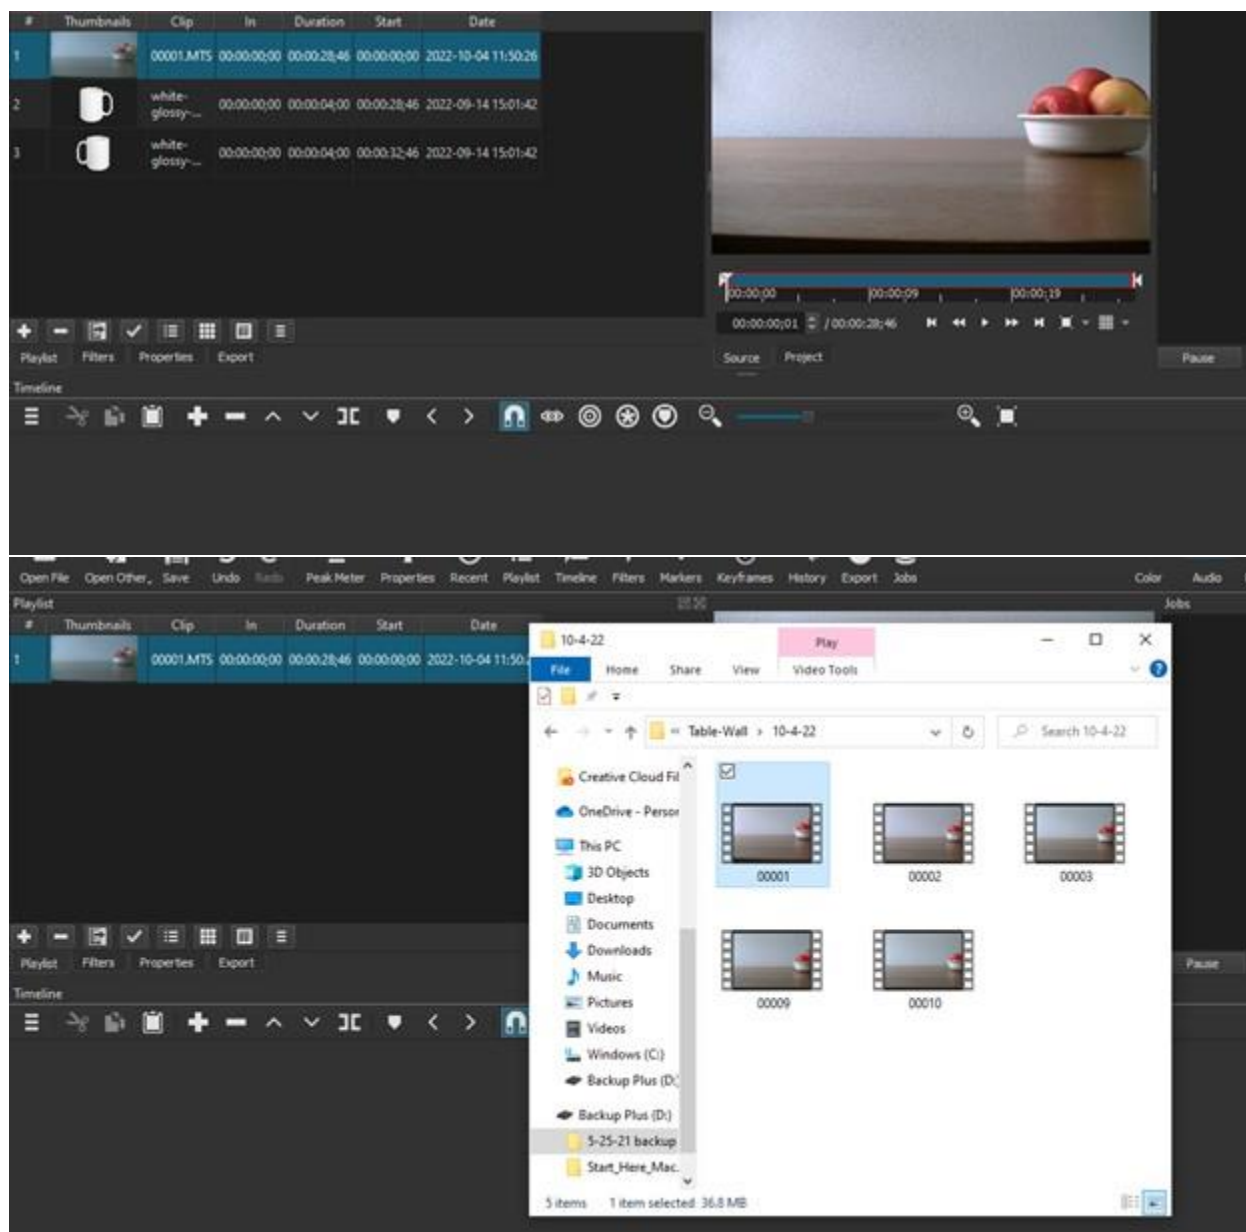 # Thumbnails Clip In Duration Start Date
1 00001.MTS 00:00:00;00 00:00:28;46 00:00:00;00 2022-10-04 11:50:26
2 white-glossy-... 00:00:00;00 00:00:04;00 00:00:28;46 2022-09-14 15:01:42
3 white-glossy-... 00:00:00;00 00:00:04;00 00:00:32;46 2022-09-14 15:01:42
00:00;00 00:00;09 00:00;19
00:00:00;01 / 00:00:28;46
Playlist Filters Properties Export
Source Project
Pause
Timeline
Open File Open Other... Save Undo Redo Peak Meter Properties Recent Playlist Timeline Filters Markers Keyframes History Export Jobs
Color Audio
Playlist
Jobs
# Thumbnails Clip In Duration Start Date
1 00001.MTS 00:00:00;00 00:00:28;46 00:00:00;00 2022-10-04 11:50:
10-4-22
Play
File Home Share View Video Tools
« Table-Wall > 10-4-22
Search 10-4-22
Creative Cloud Fil
OneDrive - Person
This PC
3D Objects
Desktop
Documents
Downloads
Music
Pictures
Videos
Windows (C:)
Backup Plus (D:)
Backup Plus (D:)
5-25-21 backup
Start_Here_Mac.
00001 00002 00003
00009 00010
5 items 1 item selected 36.8 MB
Playlist Filters Properties Export
Pause
Timeline